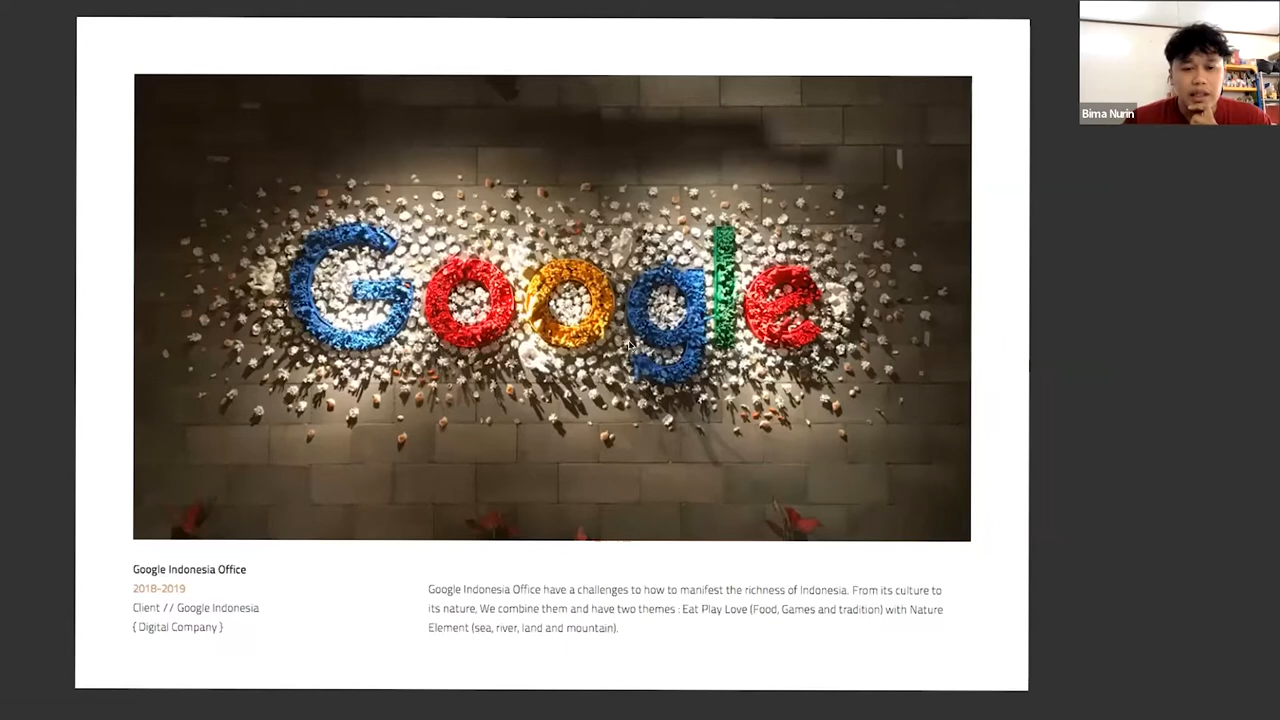 Bima Nurin
Google
Google Indonesia Office
2018-2019
Client // Google Indonesia
{ Digital Company }
Google Indonesia Office have a challenges to how to manifest the richness of Indonesia. From its culture to
its nature, We combine them and have two themes : Eat Play Love (Food, Games and tradition) with Nature
Element (sea, river, land and mountain).